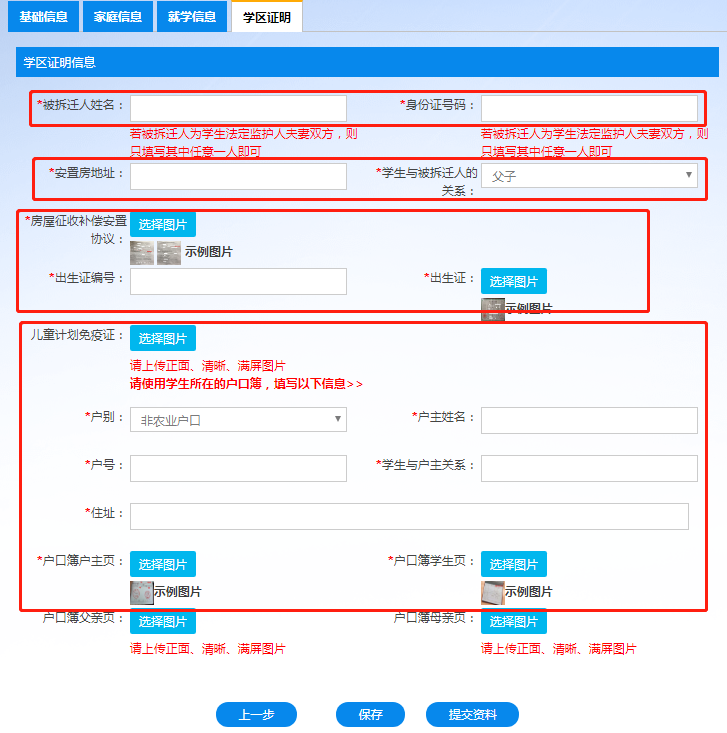 基础信息 家庭信息 就学信息 学区证明
学区证明信息
*被拆迁人姓名： *身份证号码：
若被拆迁人为学生法定监护人夫妻双方，则 若被拆迁人为学生法定监护人夫妻双方，则
只填写其中任意一人即可 只填写其中任意一人即可
*安置房地址： *学生与被拆迁人的
关系： 父子
*房屋征收补偿安置 选择图片
协议：
示例图片
*出生证编号： *出生证： 选择图片
示例图片
儿童计划免疫证： 选择图片
请上传正面、清晰、满屏图片
请使用学生所在的户口簿，填写以下信息>>
*户别： 非农业户口 *户主姓名：
*户号： *学生与户主关系：
*住址：
*户口簿户主页： 选择图片 *户口簿学生页： 选择图片
示例图片 示例图片
户口簿父亲页： 选择图片 户口簿母亲页： 选择图片
请上传正面、清晰、满屏图片 请上传正面、清晰、满屏图片
上一步 保存 提交资料